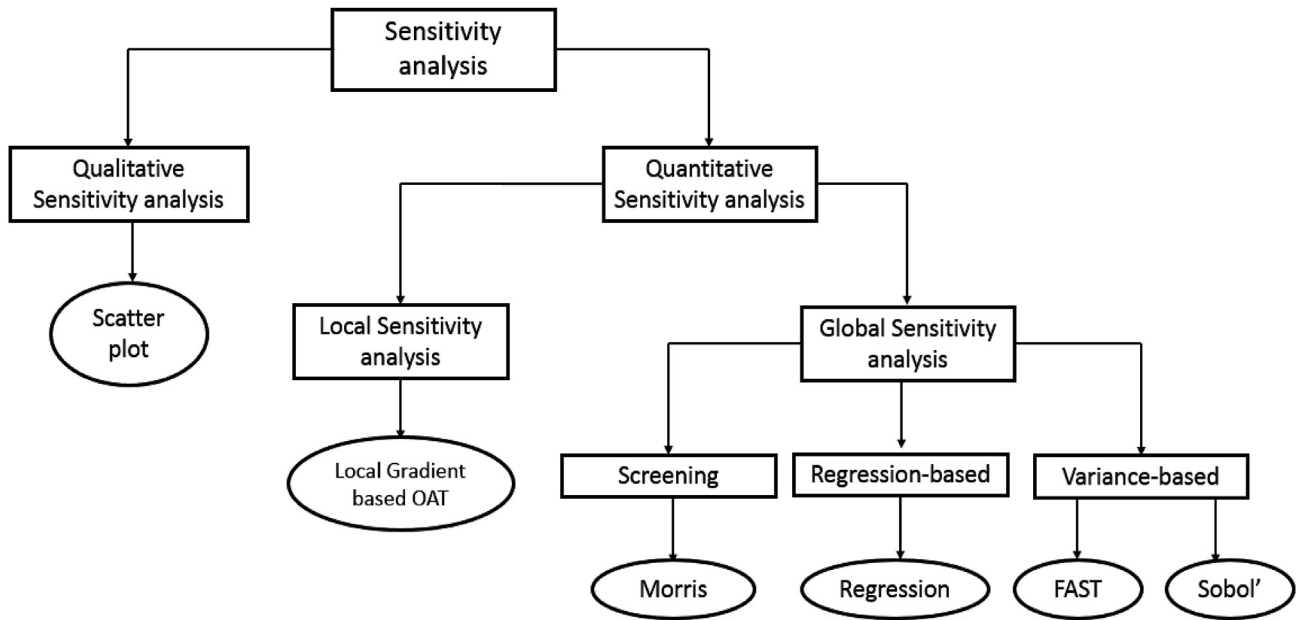 Sensitivity
analysis
Qualitative
Sensitivity analysis
Quantitative
Sensitivity analysis
Scatter
plot
Local Sensitivity
analysis
Global Sensitivity
analysis
Local Gradient
based OAT
Screening
Regression-based
Variance-based
Morris
Regression
FAST
Sobol’